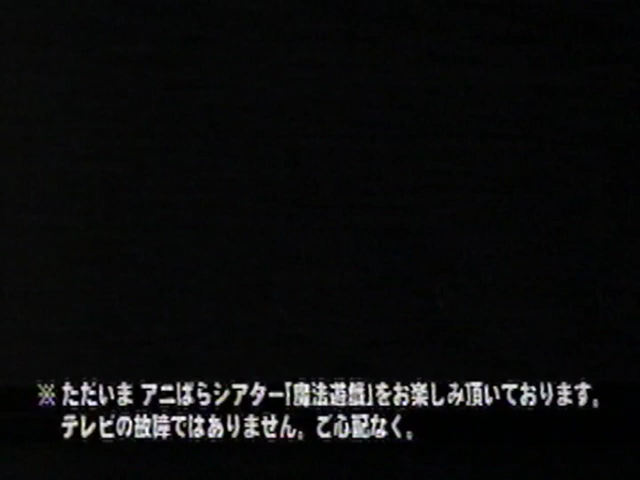 ※ ただいま アニぱらシアター「魔法遊戯」をお楽しみ頂いております。
テレビの故障ではありません。ご心配なく。